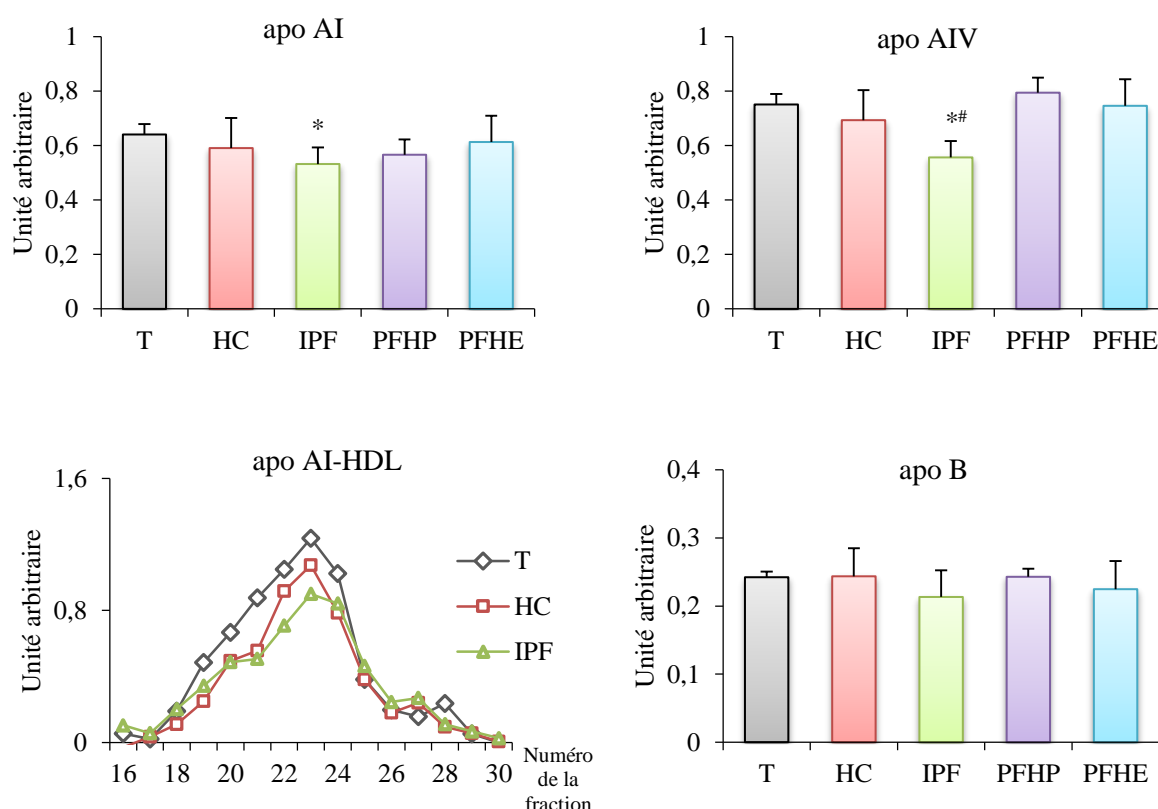 apo AI
Unité arbitraire
1
0,8
0,6
0,4
0,2
0
*
T HC IPF PFHP PFHE
apo AIV
Unité arbitraire
1
0,8
0,6
0,4
0,2
0
*#
T HC IPF PFHP PFHE
apo AI-HDL
Unité arbitraire
1,6
0,8
0
T
HC
IPF
16 18 20 22 24 26 28 30
Numéro
de la
fraction
apo B
Unité arbitraire
0,4
0,3
0,2
0,1
0
T HC IPF PFHP PFHE